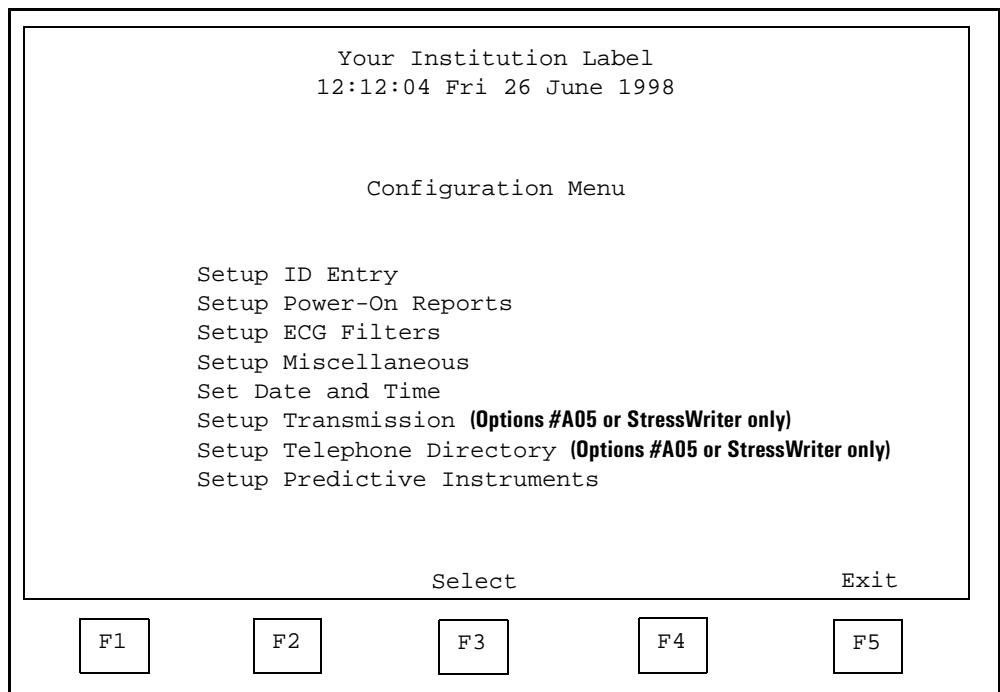 Your Institution Label
12:12:04 Fri 26 June 1998
Configuration Menu
Setup ID Entry
Setup Power-On Reports
Setup ECG Filters
Setup Miscellaneous
Set Date and Time
Setup Transmission (Options #A05 or StressWriter only)
Setup Telephone Directory (Options #A05 or StressWriter only)
Setup Predictive Instruments
Select Exit
F1 F2 F3 F4 F5